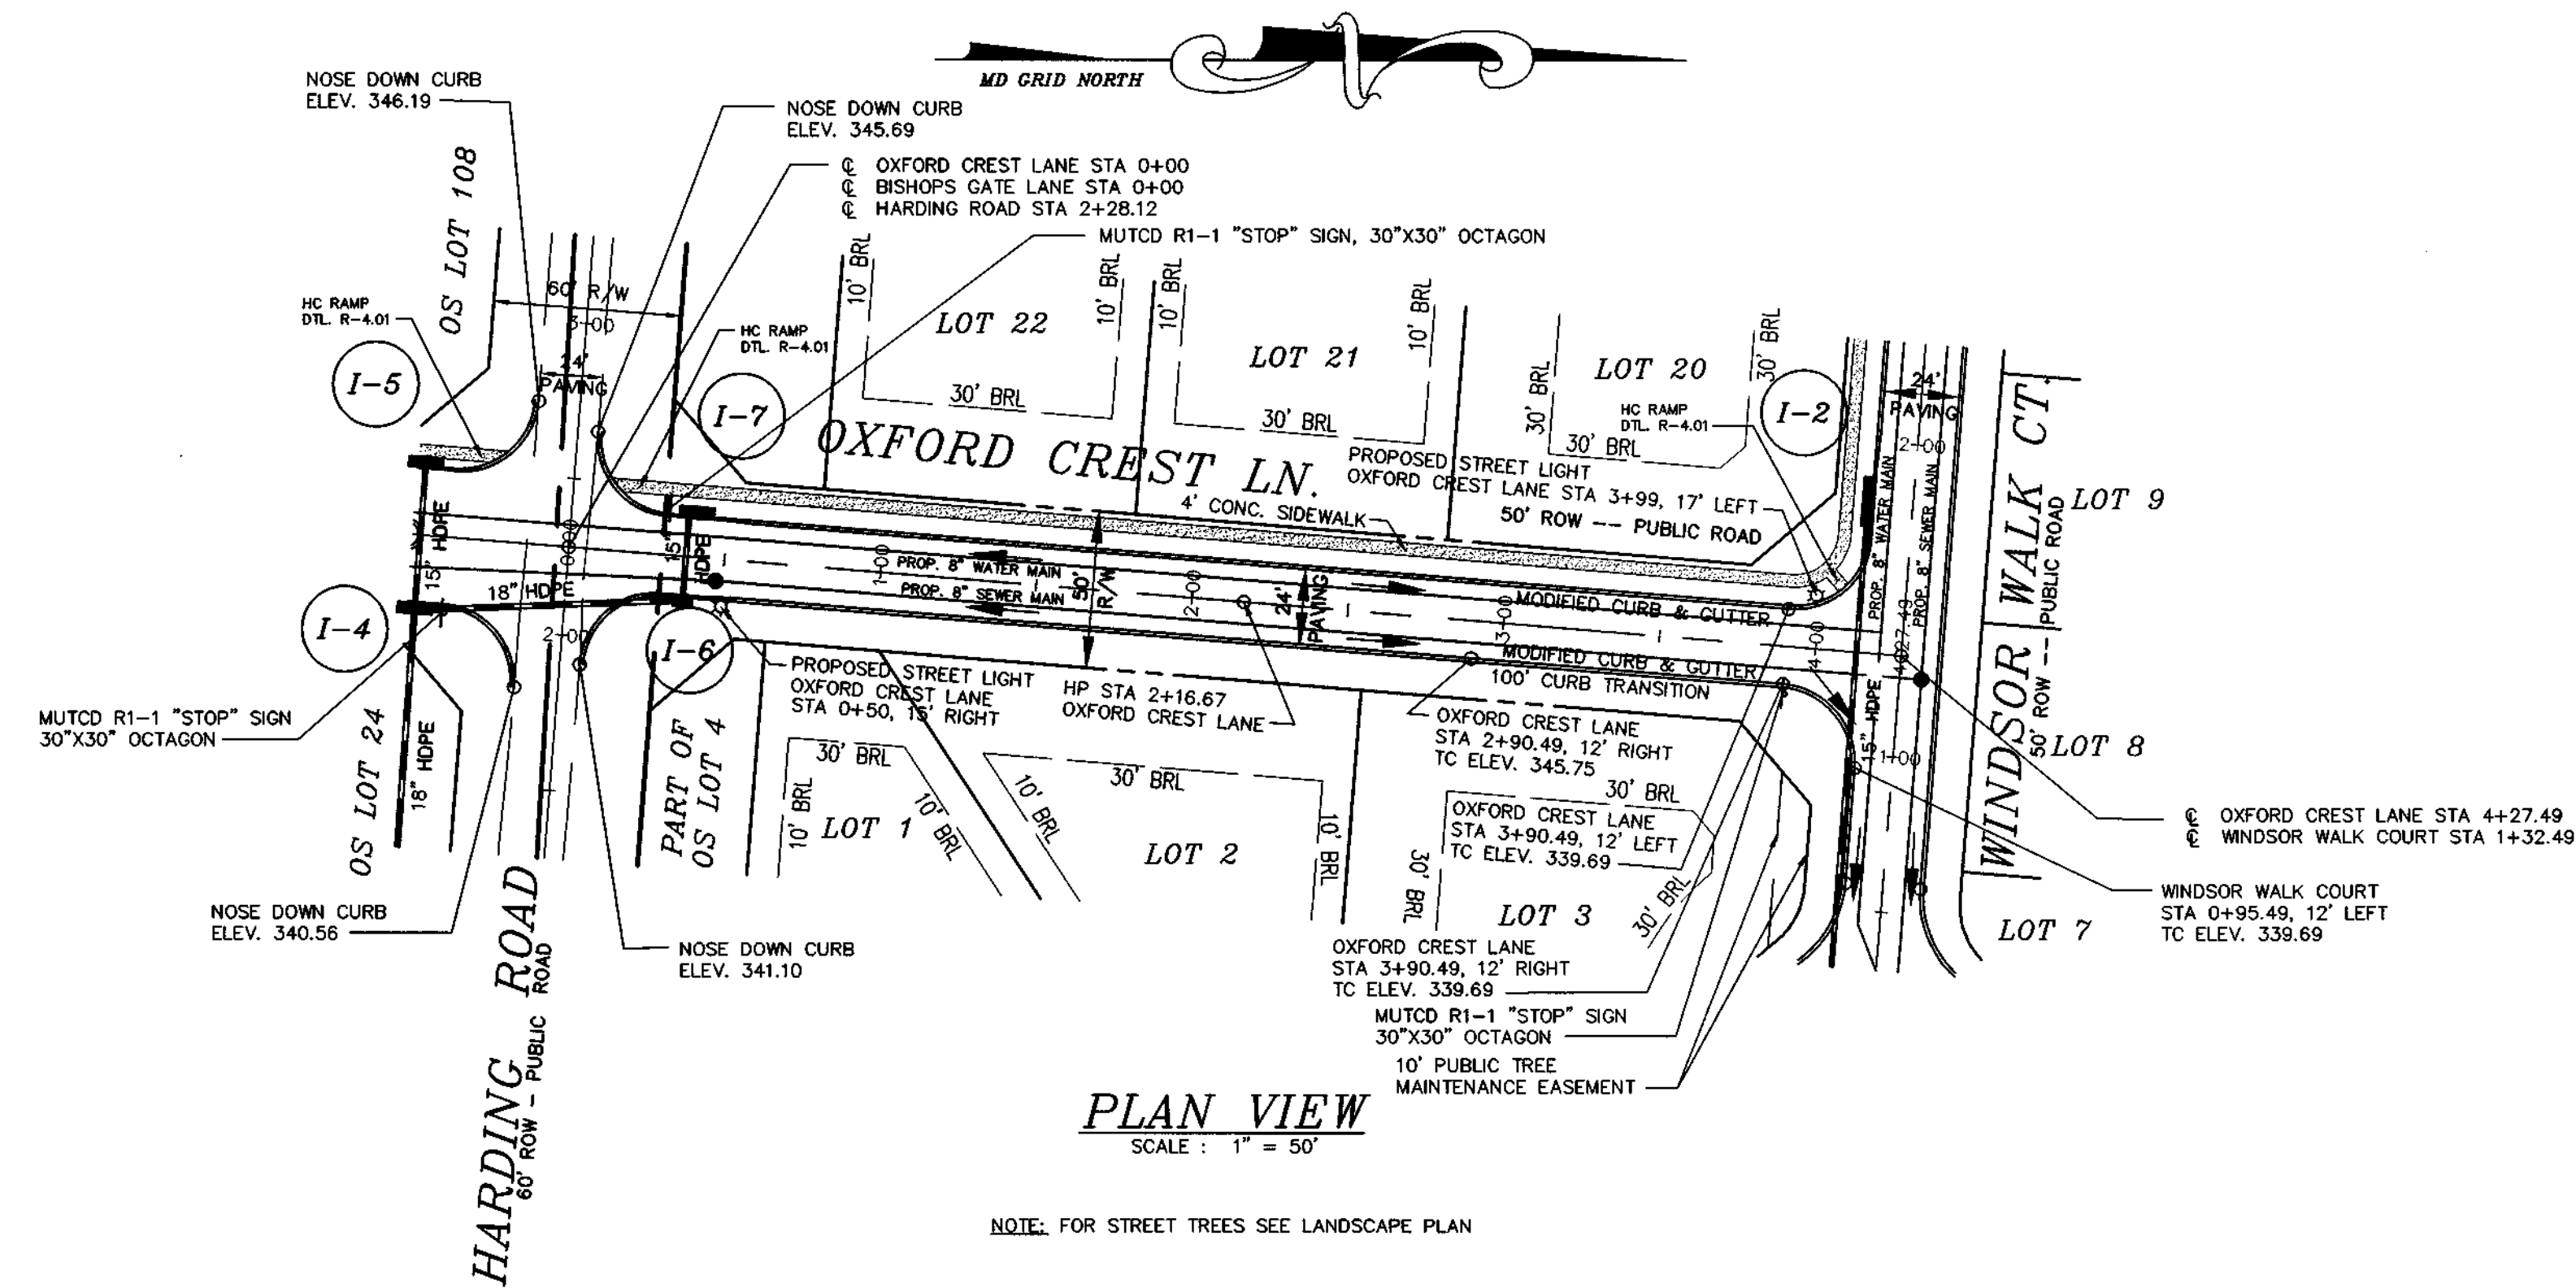 MD GRID NORTH
NOSE DOWN CURB
ELEV. 346.19
NOSE DOWN CURB
ELEV. 345.69
℄ OXFORD CREST LANE STA 0+00
℄ BISHOPS GATE LANE STA 0+00
℄ HARDING ROAD STA 2+28.12
MUTCD R1-1 "STOP" SIGN, 30"X30" OCTAGON
OS LOT 108
60' R/W
3+00
HC RAMP
DTL. R-4.01
HC RAMP
DTL. R-4.01
24'
PAVING
I-5
I-7
10' BRL
LOT 22
10' BRL
30' BRL
10' BRL
LOT 21
10' BRL
30' BRL
30' BRL
LOT 20
30' BRL
30' BRL
HC RAMP
DTL. R-4.01
I-2
24'
PAVING
2+00
OXFORD CREST LN.
PROPOSED STREET LIGHT
OXFORD CREST LANE STA 3+99, 17' LEFT
4' CONC. SIDEWALK
50' ROW -- PUBLIC ROAD
WINDSOR WALK CT.
50' ROW -- PUBLIC ROAD
LOT 9
LOT 8
LOT 7
PROP. 8" WATER MAIN
PROP. 8" SEWER MAIN
15" HDPE
0+00
15" HDPE
18" HDPE
1+00
PROP. 8" WATER MAIN
PROP. 8" SEWER MAIN
50'
R/W
2+00
24'
PAVING
3+00
MODIFIED CURB & GUTTER
MODIFIED CURB & GUTTER
100' CURB TRANSITION
4+00
4+27.49
15" HDPE
1+00
I-4
I-6
2+00
MUTCD R1-1 "STOP" SIGN
30"X30" OCTAGON
OS LOT 24
18" HDPE
PART OF
OS LOT 4
PROPOSED STREET LIGHT
OXFORD CREST LANE
STA 0+50, 15' RIGHT
HP STA 2+16.67
OXFORD CREST LANE
OXFORD CREST LANE
STA 2+90.49, 12' RIGHT
TC ELEV. 345.75
30' BRL
10' BRL
LOT 1
10' BRL
10' BRL
30' BRL
LOT 2
10' BRL
30' BRL
OXFORD CREST LANE
STA 3+90.49, 12' LEFT
TC ELEV. 339.69
30' BRL
LOT 3
30' BRL
℄ OXFORD CREST LANE STA 4+27.49
℄ WINDSOR WALK COURT STA 1+32.49
WINDSOR WALK COURT
STA 0+95.49, 12' LEFT
TC ELEV. 339.69
NOSE DOWN CURB
ELEV. 340.56
NOSE DOWN CURB
ELEV. 341.10
OXFORD CREST LANE
STA 3+90.49, 12' RIGHT
TC ELEV. 339.69
MUTCD R1-1 "STOP" SIGN
30"X30" OCTAGON
10' PUBLIC TREE
MAINTENANCE EASEMENT
HARDING ROAD
60' ROW - PUBLIC ROAD
PLAN VIEW
SCALE : 1" = 50'
NOTE: FOR STREET TREES SEE LANDSCAPE PLAN